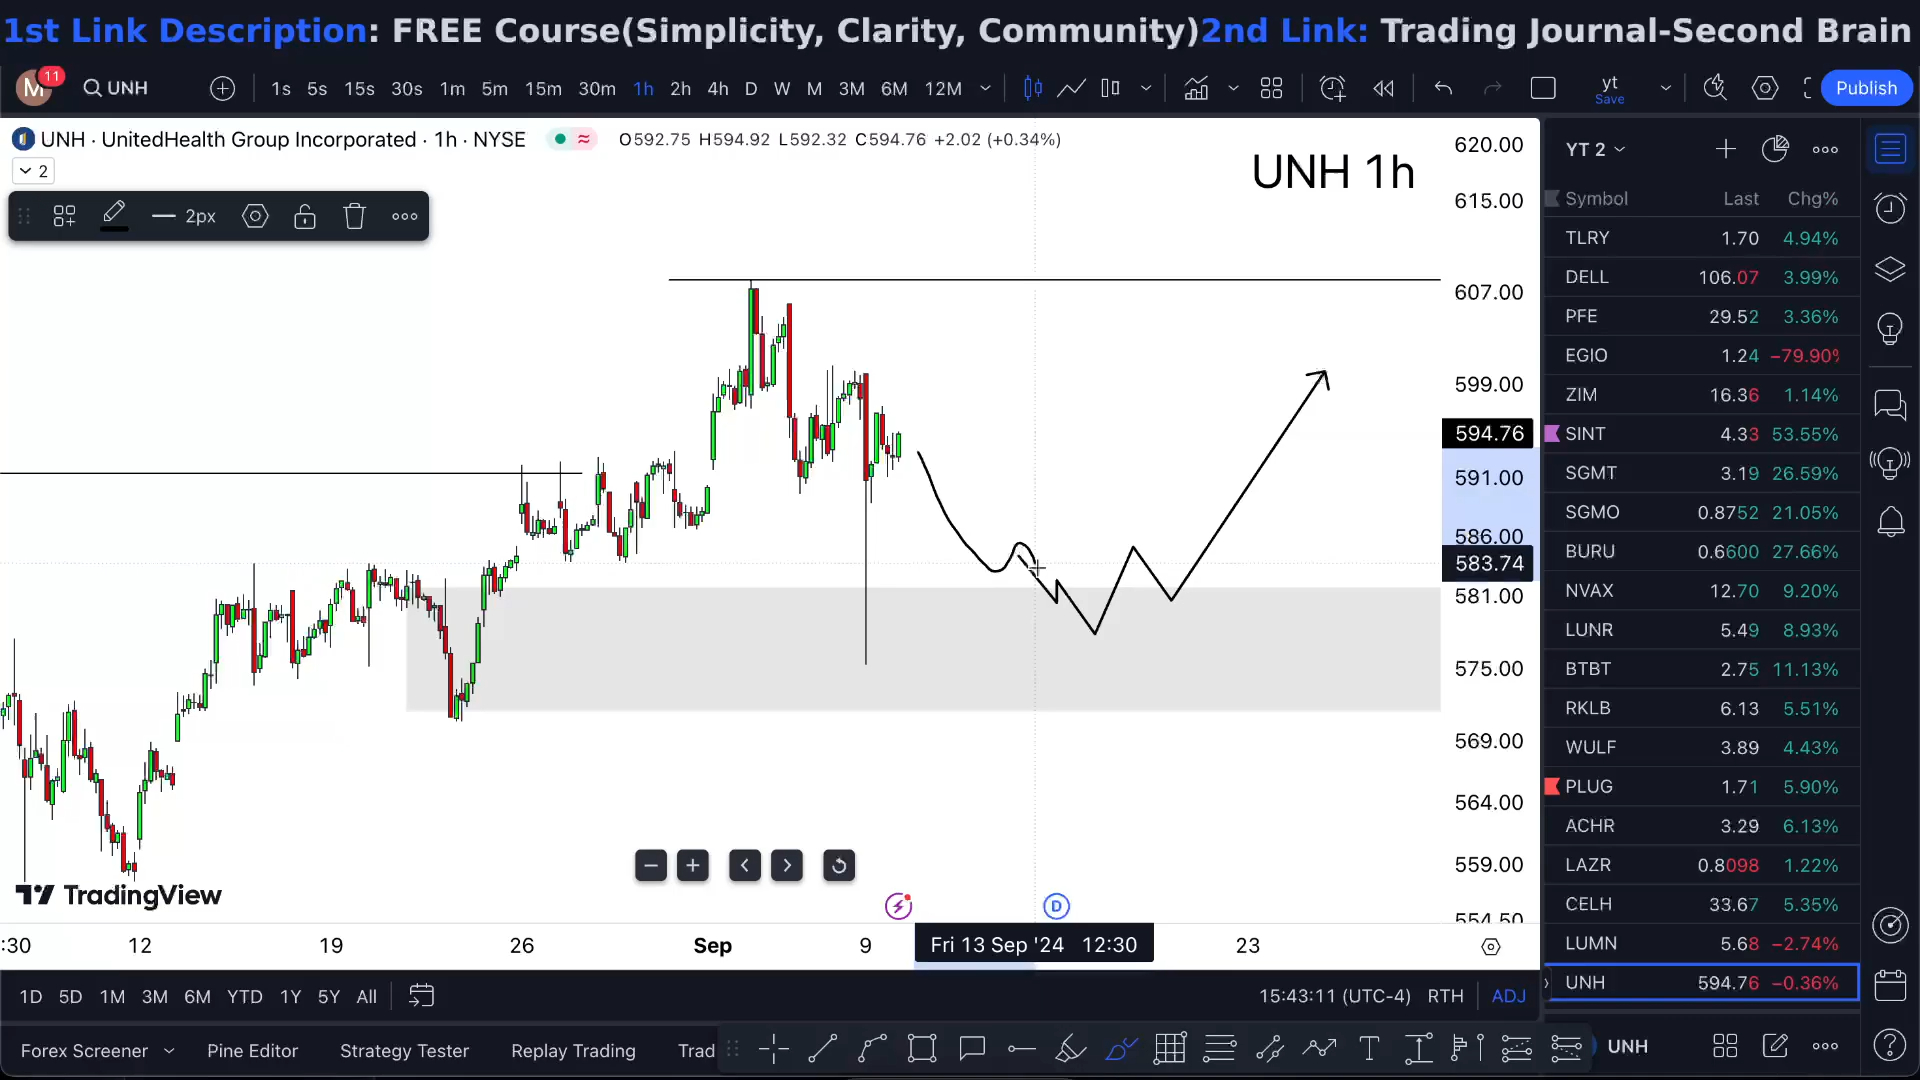 1st Link Description: FREE Course(Simplicity, Clarity, Community)2nd Link: Trading Journal-Second Brain
M 11 UNH 1s 5s 15s 30s 1m 5m 15m 30m 1h 2h 4h D W M 3M 6M 12M yt Save Publish
UNH · UnitedHealth Group Incorporated · 1h · NYSE O592.75 H594.92 L592.32 C594.76 +2.02 (+0.34%)
2
2px
UNH 1h
620.00
615.00
607.00
599.00
594.76
591.00
586.00
583.74
581.00
575.00
569.00
564.00
559.00
554.50
TradingView
D
:30 12 19 26 Sep 9 Fri 13 Sep '24 12:30 23
1D 5D 1M 3M 6M YTD 1Y 5Y All 15:43:11 (UTC-4) RTH ADJ
Forex Screener Pine Editor Strategy Tester Replay Trading Trad
YT 2
Symbol Last Chg%
TLRY 1.70 4.94%
DELL 106.07 3.99%
PFE 29.52 3.36%
EGIO 1.24 −79.90%
ZIM 16.36 1.14%
SINT 4.33 53.55%
SGMT 3.19 26.59%
SGMO 0.8752 21.05%
BURU 0.6600 27.66%
NVAX 12.70 9.20%
LUNR 5.49 8.93%
BTBT 2.75 11.13%
RKLB 6.13 5.51%
WULF 3.89 4.43%
PLUG 1.71 5.90%
ACHR 3.29 6.13%
LAZR 0.8098 1.22%
CELH 33.67 5.35%
LUMN 5.68 −2.74%
UNH 594.76 −0.36%
UNH